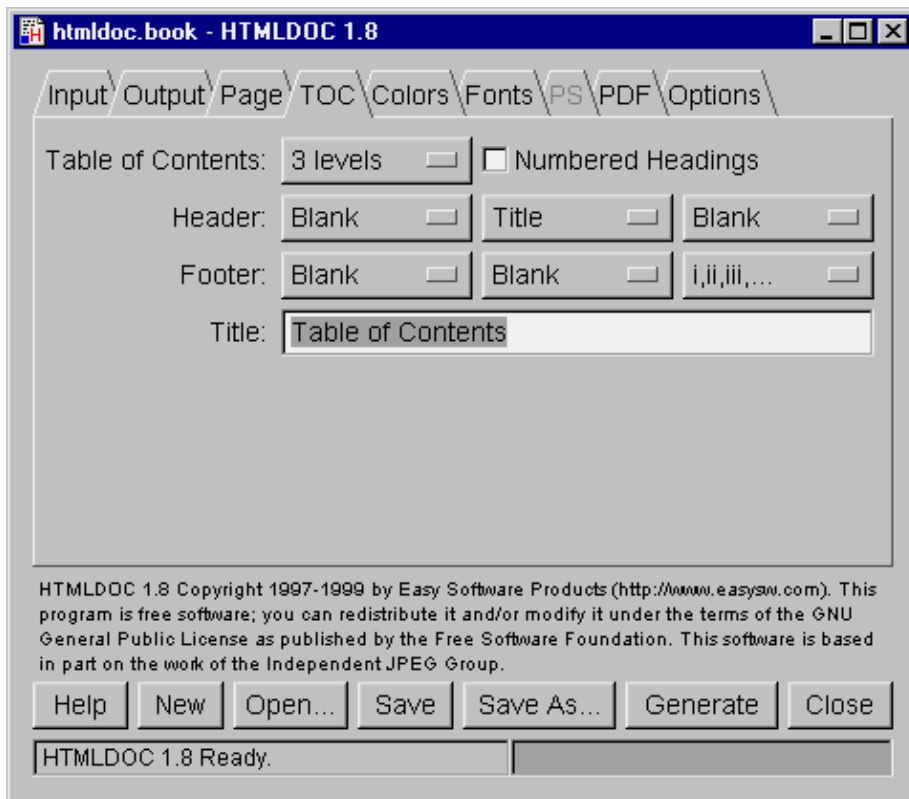 htmldoc.book - HTMLDOC 1.8
Input Output Page TOC Colors Fonts PS PDF Options
Table of Contents: 3 levels Numbered Headings
Header: Blank Title Blank
Footer: Blank Blank i,ii,iii,...
Title: Table of Contents
HTMLDOC 1.8 Copyright 1997-1999 by Easy Software Products (http://www.easysw.com). This
program is free software; you can redistribute it and/or modify it under the terms of the GNU
General Public License as published by the Free Software Foundation. This software is based
in part on the work of the Independent JPEG Group.
Help New Open... Save Save As... Generate Close
HTMLDOC 1.8 Ready.